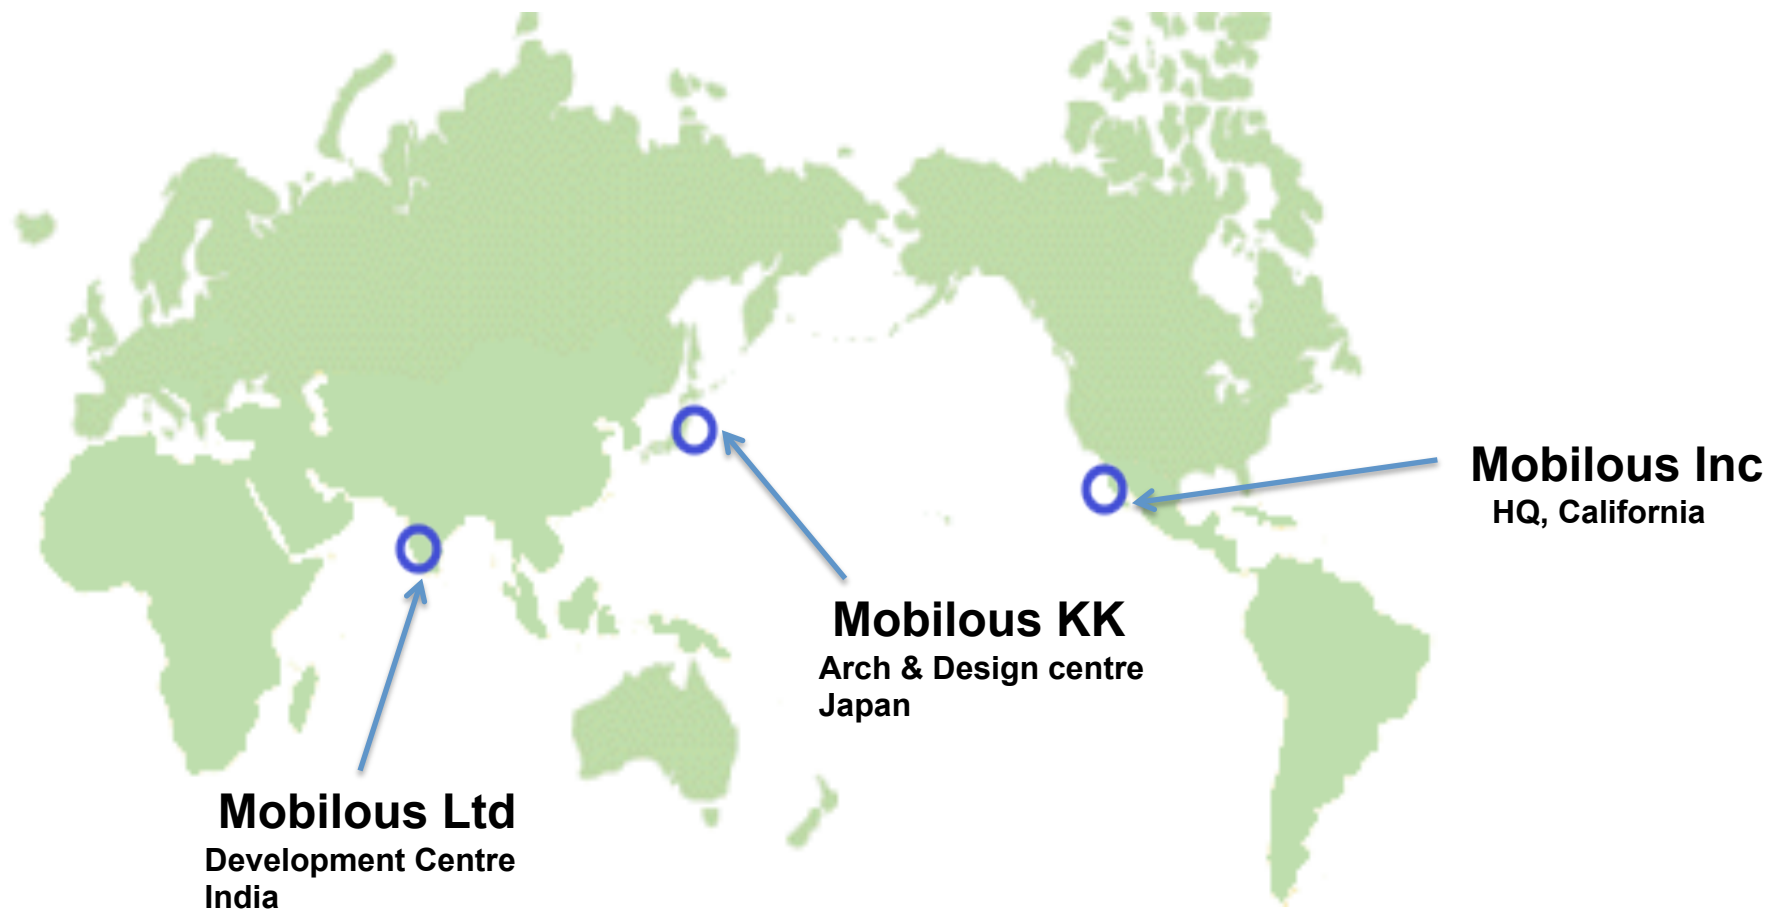 Mobilous Inc
HQ, California
Mobilous KK
Arch & Design centre
Japan
Mobilous Ltd
Development Centre
India